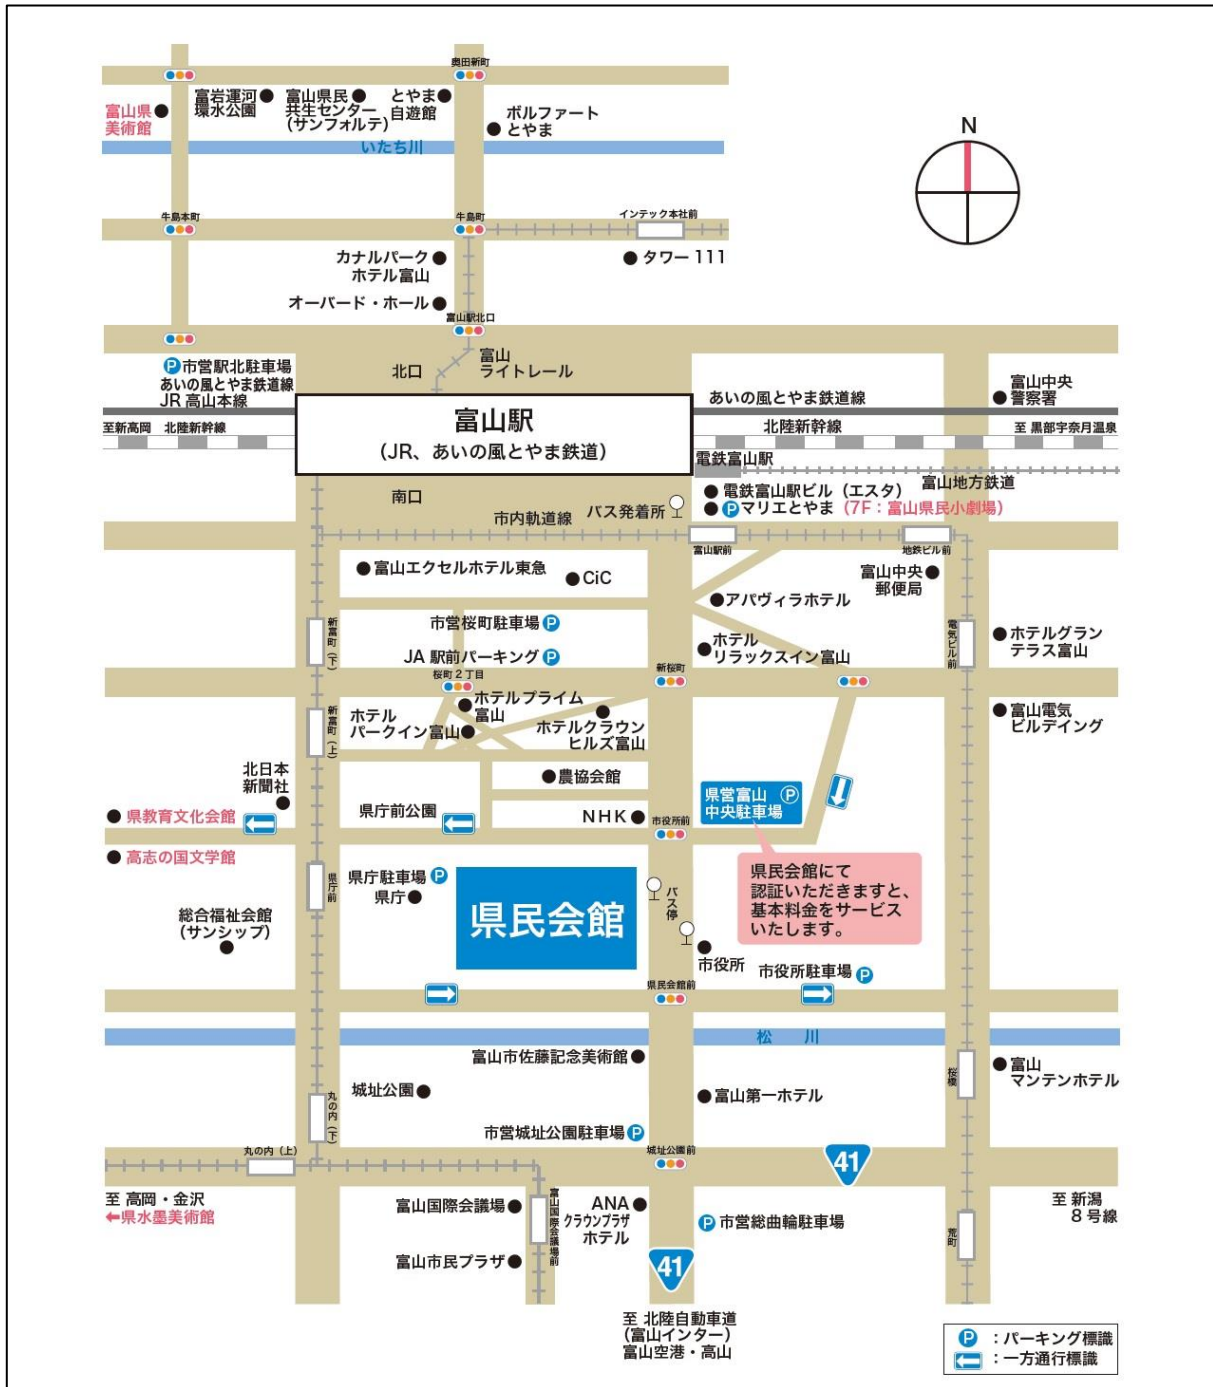 奥田新町
富山県
美術館
富岩運河
環水公園
富山県民
共生センター
(サンフォルテ)
とやま
自遊館
ボルファート
とやま
いたち川
N
牛島本町
牛島町
インテック本社前
カナルパーク
ホテル富山
タワー111
オーバード・ホール
富山駅北口
P 市営駅北駐車場
あいの風とやま鉄道線
JR 高山本線
北口
富山
ライトレール
富山中央
警察署
あいの風とやま鉄道線
至新高岡 北陸新幹線
富山駅
(JR、あいの風とやま鉄道)
北陸新幹線
至 黒部宇奈月温泉
電鉄富山駅
富山地方鉄道
南口
電鉄富山駅ビル (エスタ)
P マリエとやま (7F:富山県民小劇場)
バス発着所
市内軌道線
富山駅前
地鉄ビル前
富山エクセルホテル東急
CiC
富山中央
郵便局
アパヴィラホテル
市営桜町駐車場 P
新富町(下)
電気ビル前
ホテルグラン
テラス富山
ホテル
リラックスイン富山
JA 駅前パーキング P
桜町2丁目
新桜町
ホテルプライム
富山
ホテル
パークイン富山
ホテルクラウン
ヒルズ富山
新富町(上)
富山電気
ビルデイング
北日本
新聞社
農協会館
県営富山 P
中央駐車場
県教育文化会館
県庁前公園
NHK
市役所前
高志の国文学館
県庁前
県庁駐車場 P
県庁
県民会館
バス停
県民会館にて
認証いただきますと、
基本料金をサービス
いたします。
総合福祉会館
(サンシップ)
市役所
市役所駐車場 P
県民会館前
松 川
富山市佐藤記念美術館
城址公園
富山第一ホテル
桜橋
富山
マンテンホテル
丸の内(下)
市営城址公園駐車場 P
丸の内(上)
城址公園前
41
至 高岡・金沢
←県水墨美術館
富山国際会議場
富山国際会議場前
ANA
クラウンプラザ
ホテル
P 市営総曲輪駐車場
荒町
至 新潟
8号線
富山市民プラザ
41
至 北陸自動車道
(富山インター)
富山空港・高山
P :パーキング標識
:一方通行標識